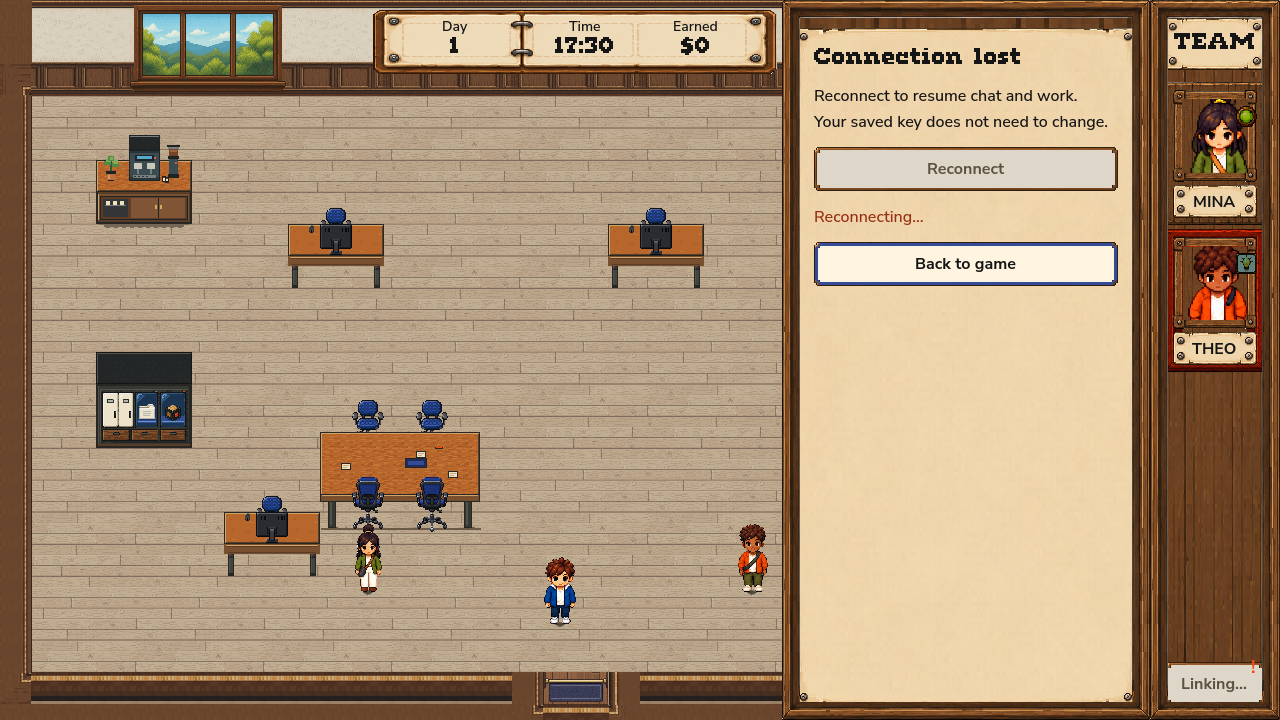 Day
1
Time
17:30
Earned
$0
Connection lost
Reconnect to resume chat and work.
Your saved key does not need to change.
Reconnect
Reconnecting...
Back to game
TEAM
MINA
THEO
!
Linking...